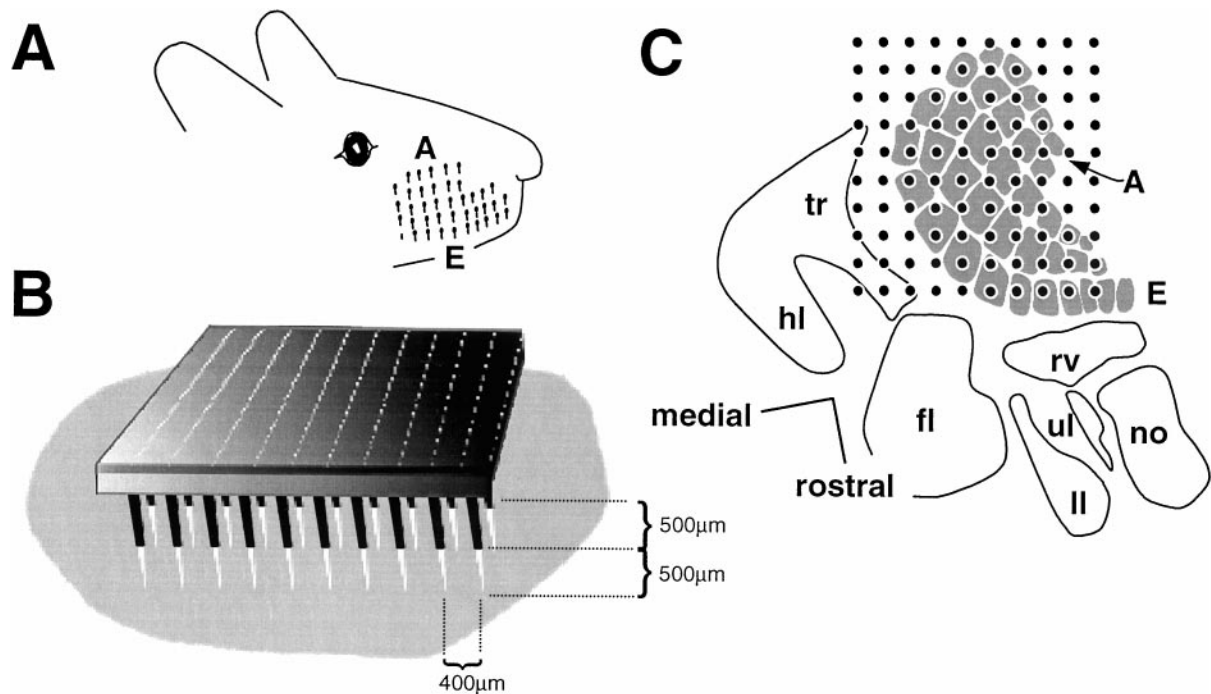 A
A
E
B
500μm
500μm
400μm
C
A
tr
E
hl
rv
medial
fl
ul
no
rostral
ll